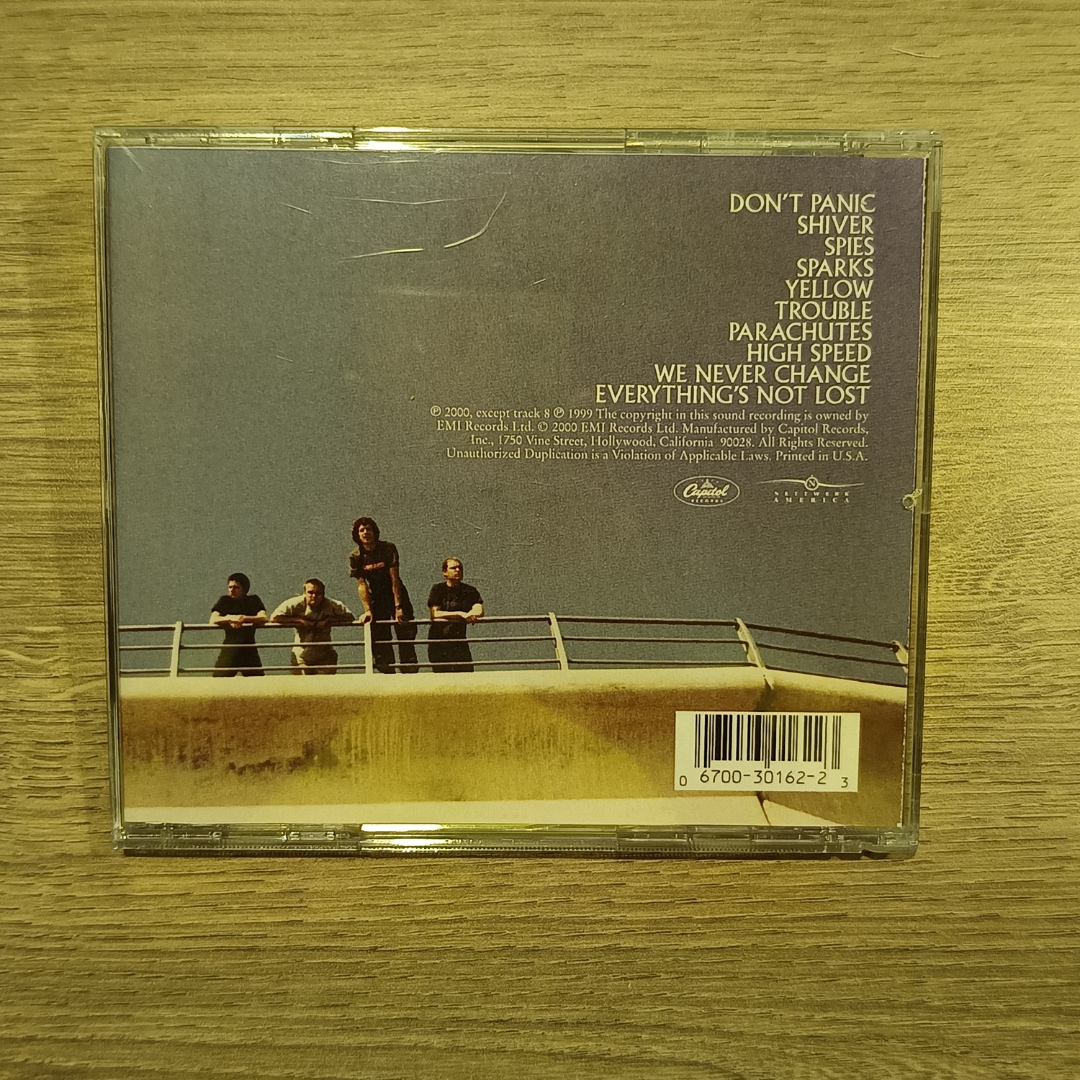 DON'T PANIC
SHIVER
SPIES
SPARKS
YELLOW
TROUBLE
PARACHUTES
HIGH SPEED
WE NEVER CHANGE
EVERYTHING'S NOT LOST
℗ 2000, except track 8 ℗ 1999 The copyright in this sound recording is owned by
EMI Records Ltd. © 2000 EMI Records Ltd. Manufactured by Capitol Records,
Inc., 1750 Vine Street, Hollywood, California 90028. All Rights Reserved.
Unauthorized Duplication is a Violation of Applicable Laws. Printed in U.S.A.
Capitol
RECORDS
N
NETTWERK
AMERICA
0 6700-30162-2 3